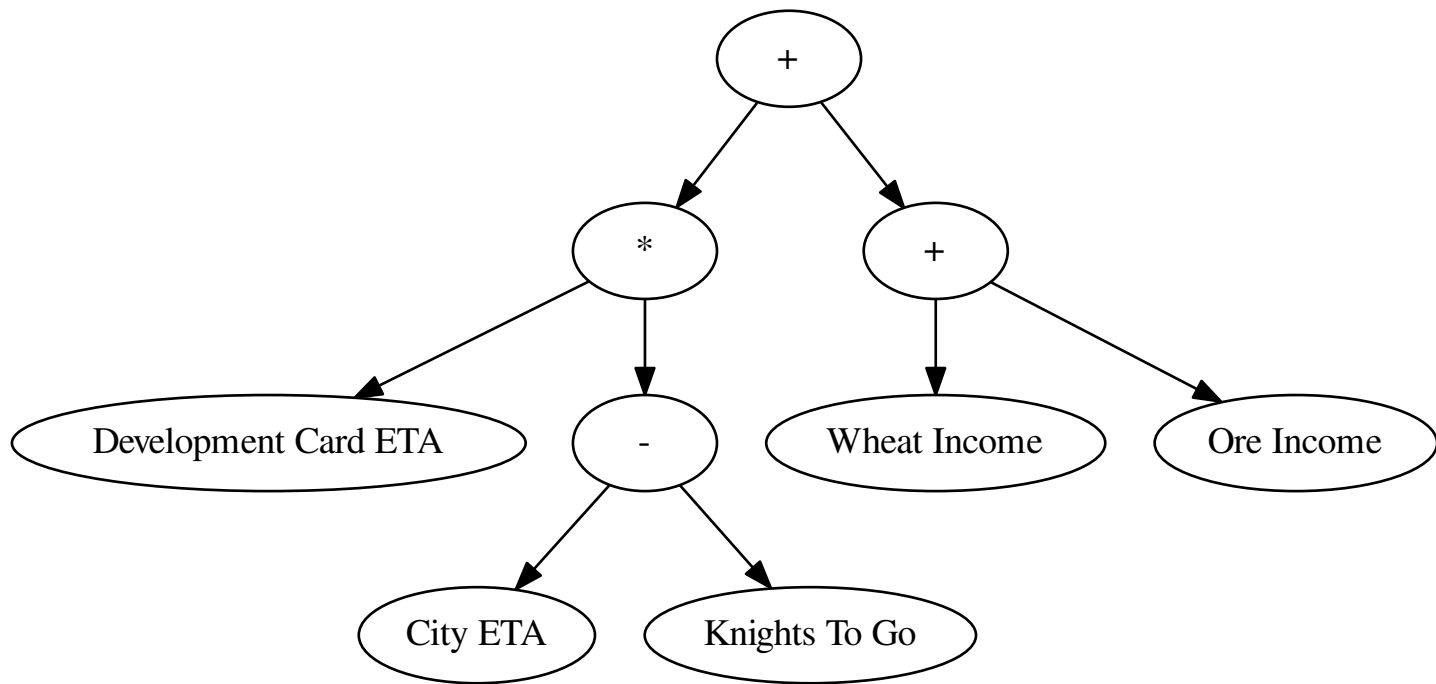 +
*
+
Development Card ETA
-
Wheat Income
Ore Income
City ETA
Knights To Go